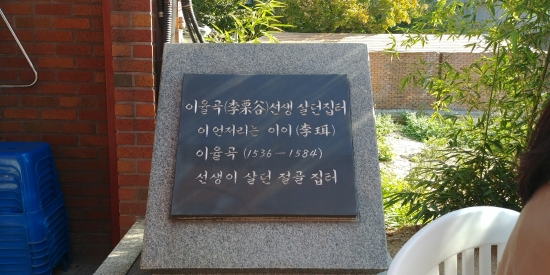 이율곡(李栗谷)선생 살던집터
이언저리는 이이(李珥)
이율곡 (1536-1584)
선생이 살던 절골 집터